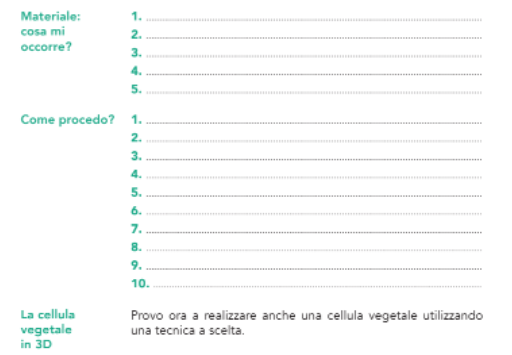 Materiale:
cosa mi
occorre?
1.
2.
3.
4.
5.
Come procedo?
1.
2.
3.
4.
5.
6.
7.
8.
9.
10.
La cellula
vegetale
in 3D
Provo ora a realizzare anche una cellula vegetale utilizzando
una tecnica a scelta.